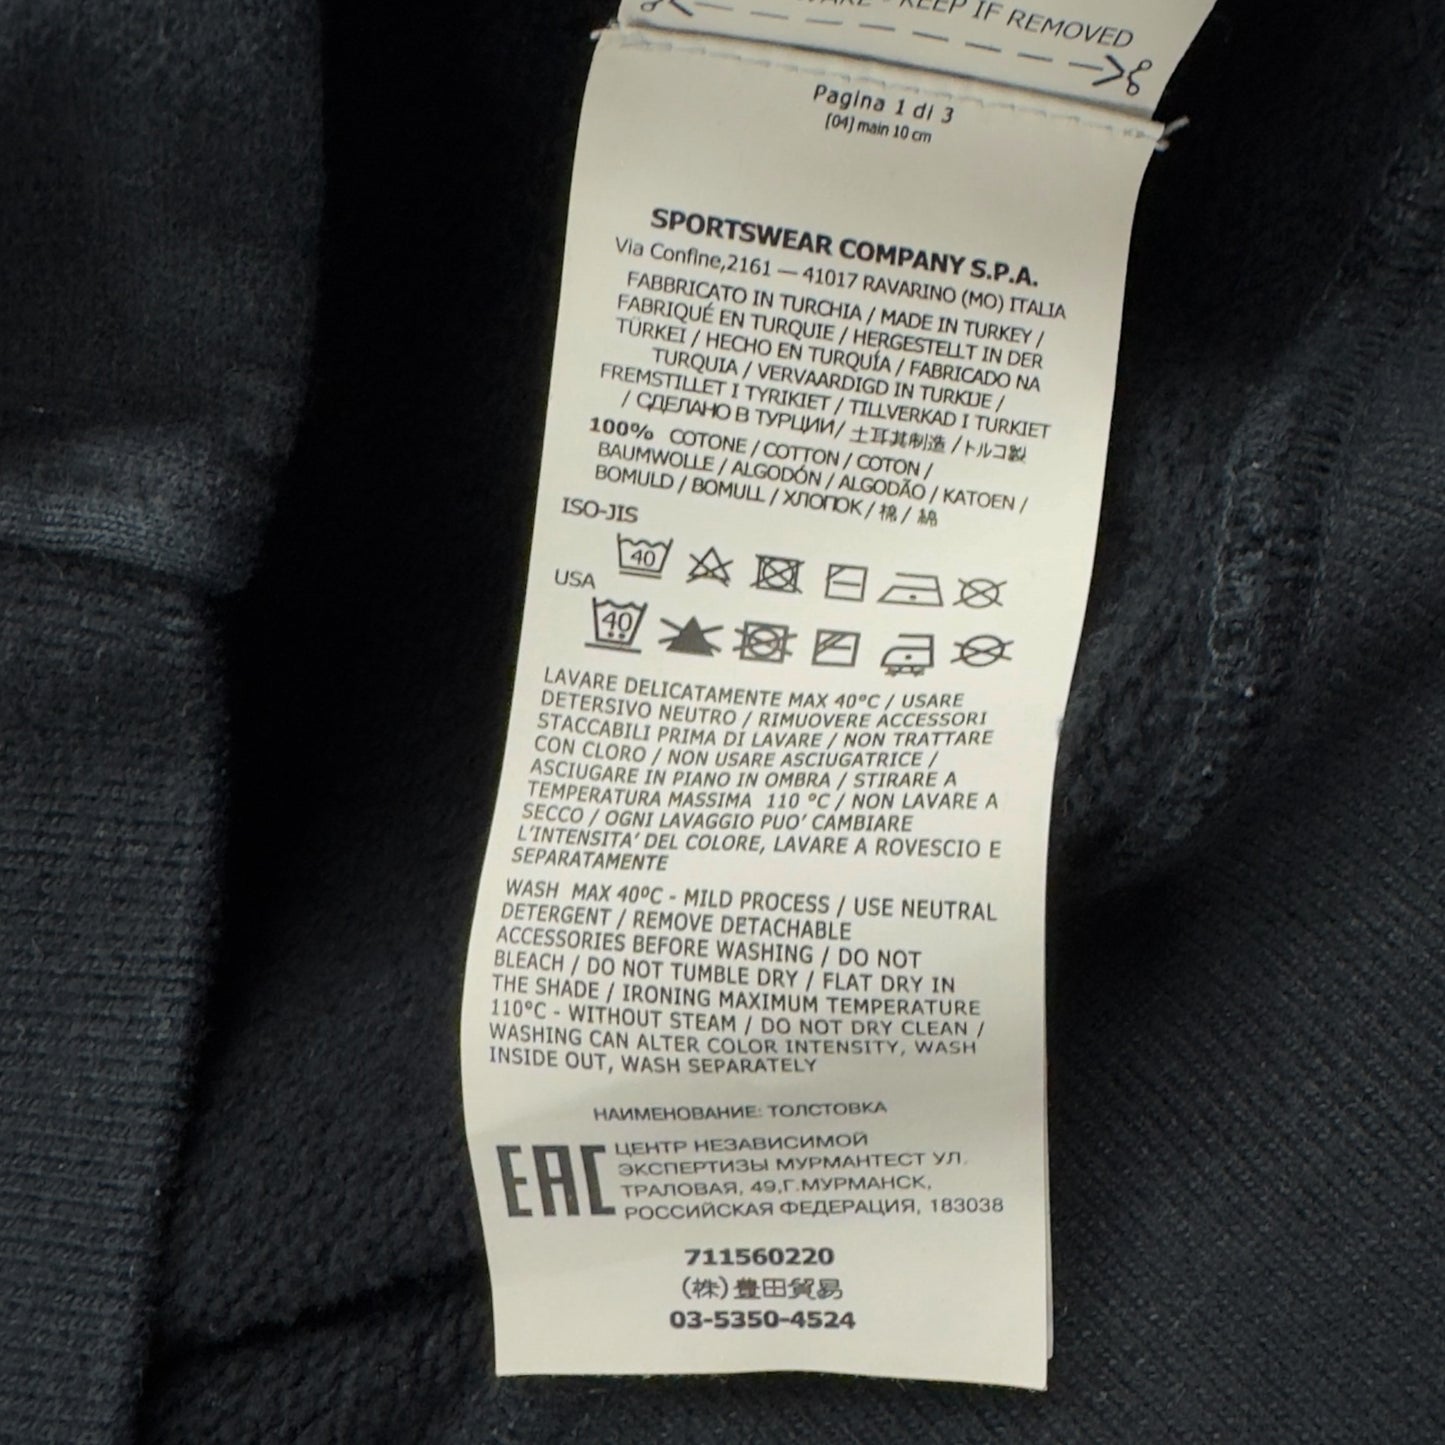 KEEP IF REMOVED
Pagina 1 di 3
[04] main 10 cm
SPORTSWEAR COMPANY S.P.A.
Via Confine,2161 — 41017 RAVARINO (MO) ITALIA
FABBRICATO IN TURCHIA / MADE IN TURKEY /
FABRIQUÉ EN TURQUIE / HERGESTELLT IN DER
TÜRKEI / HECHO EN TURQUÍA / FABRICADO NA
TURQUIA / VERVAARDIGD IN TURKIJE /
FREMSTILLET I TYRIKIET / TILLVERKAD I TURKIET
/ СДЕЛАНО В ТУРЦИИ/ 土耳其制造 /トルコ製
100% COTONE / COTTON / COTON /
BAUMWOLLE / ALGODÓN / ALGODÃO / KATOEN /
BOMULD / BOMULL / ХЛОПОК / 棉 / 綿
ISO-JIS
40
USA
40
LAVARE DELICATAMENTE MAX 40°C / USARE
DETERSIVO NEUTRO / RIMUOVERE ACCESSORI
STACCABILI PRIMA DI LAVARE / NON TRATTARE
CON CLORO / NON USARE ASCIUGATRICE /
ASCIUGARE IN PIANO IN OMBRA / STIRARE A
TEMPERATURA MASSIMA 110 °C / NON LAVARE A
SECCO / OGNI LAVAGGIO PUO' CAMBIARE
L'INTENSITA' DEL COLORE, LAVARE A ROVESCIO E
SEPARATAMENTE
WASH MAX 40ºC - MILD PROCESS / USE NEUTRAL
DETERGENT / REMOVE DETACHABLE
ACCESSORIES BEFORE WASHING / DO NOT
BLEACH / DO NOT TUMBLE DRY / FLAT DRY IN
THE SHADE / IRONING MAXIMUM TEMPERATURE
110°C - WITHOUT STEAM / DO NOT DRY CLEAN /
WASHING CAN ALTER COLOR INTENSITY, WASH
INSIDE OUT, WASH SEPARATELY
НАИМЕНОВАНИЕ: ТОЛСТОВКА
EAC
ЦЕНТР НЕЗАВИСИМОЙ
ЭКСПЕРТИЗЫ МУРМАНТЕСТ УЛ.
ТРАЛОВАЯ, 49,Г.МУРМАНСК,
РОССИЙСКАЯ ФЕДЕРАЦИЯ, 183038
711560220
(株)豊田貿易
03-5350-4524